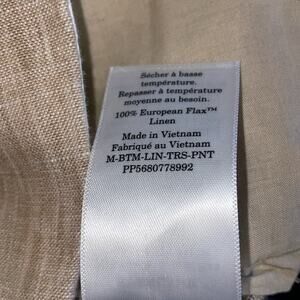 Sécher à basse
température.
Repasser à température
moyenne au besoin.
100% European Flax™
Linen
Made in Vietnam
Fabriqué au Vietnam
M-BTM-LIN-TRS-PNT
PP5680778992